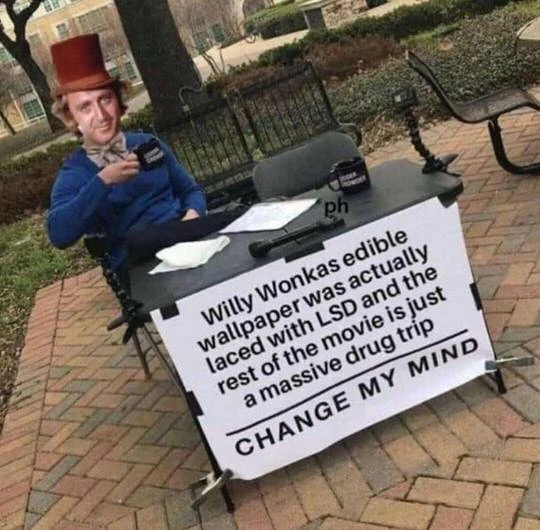 ph
Willy Wonkas edible
wallpaper was actually
laced with LSD and the
rest of the movie is just
a massive drug trip
CHANGE MY MIND